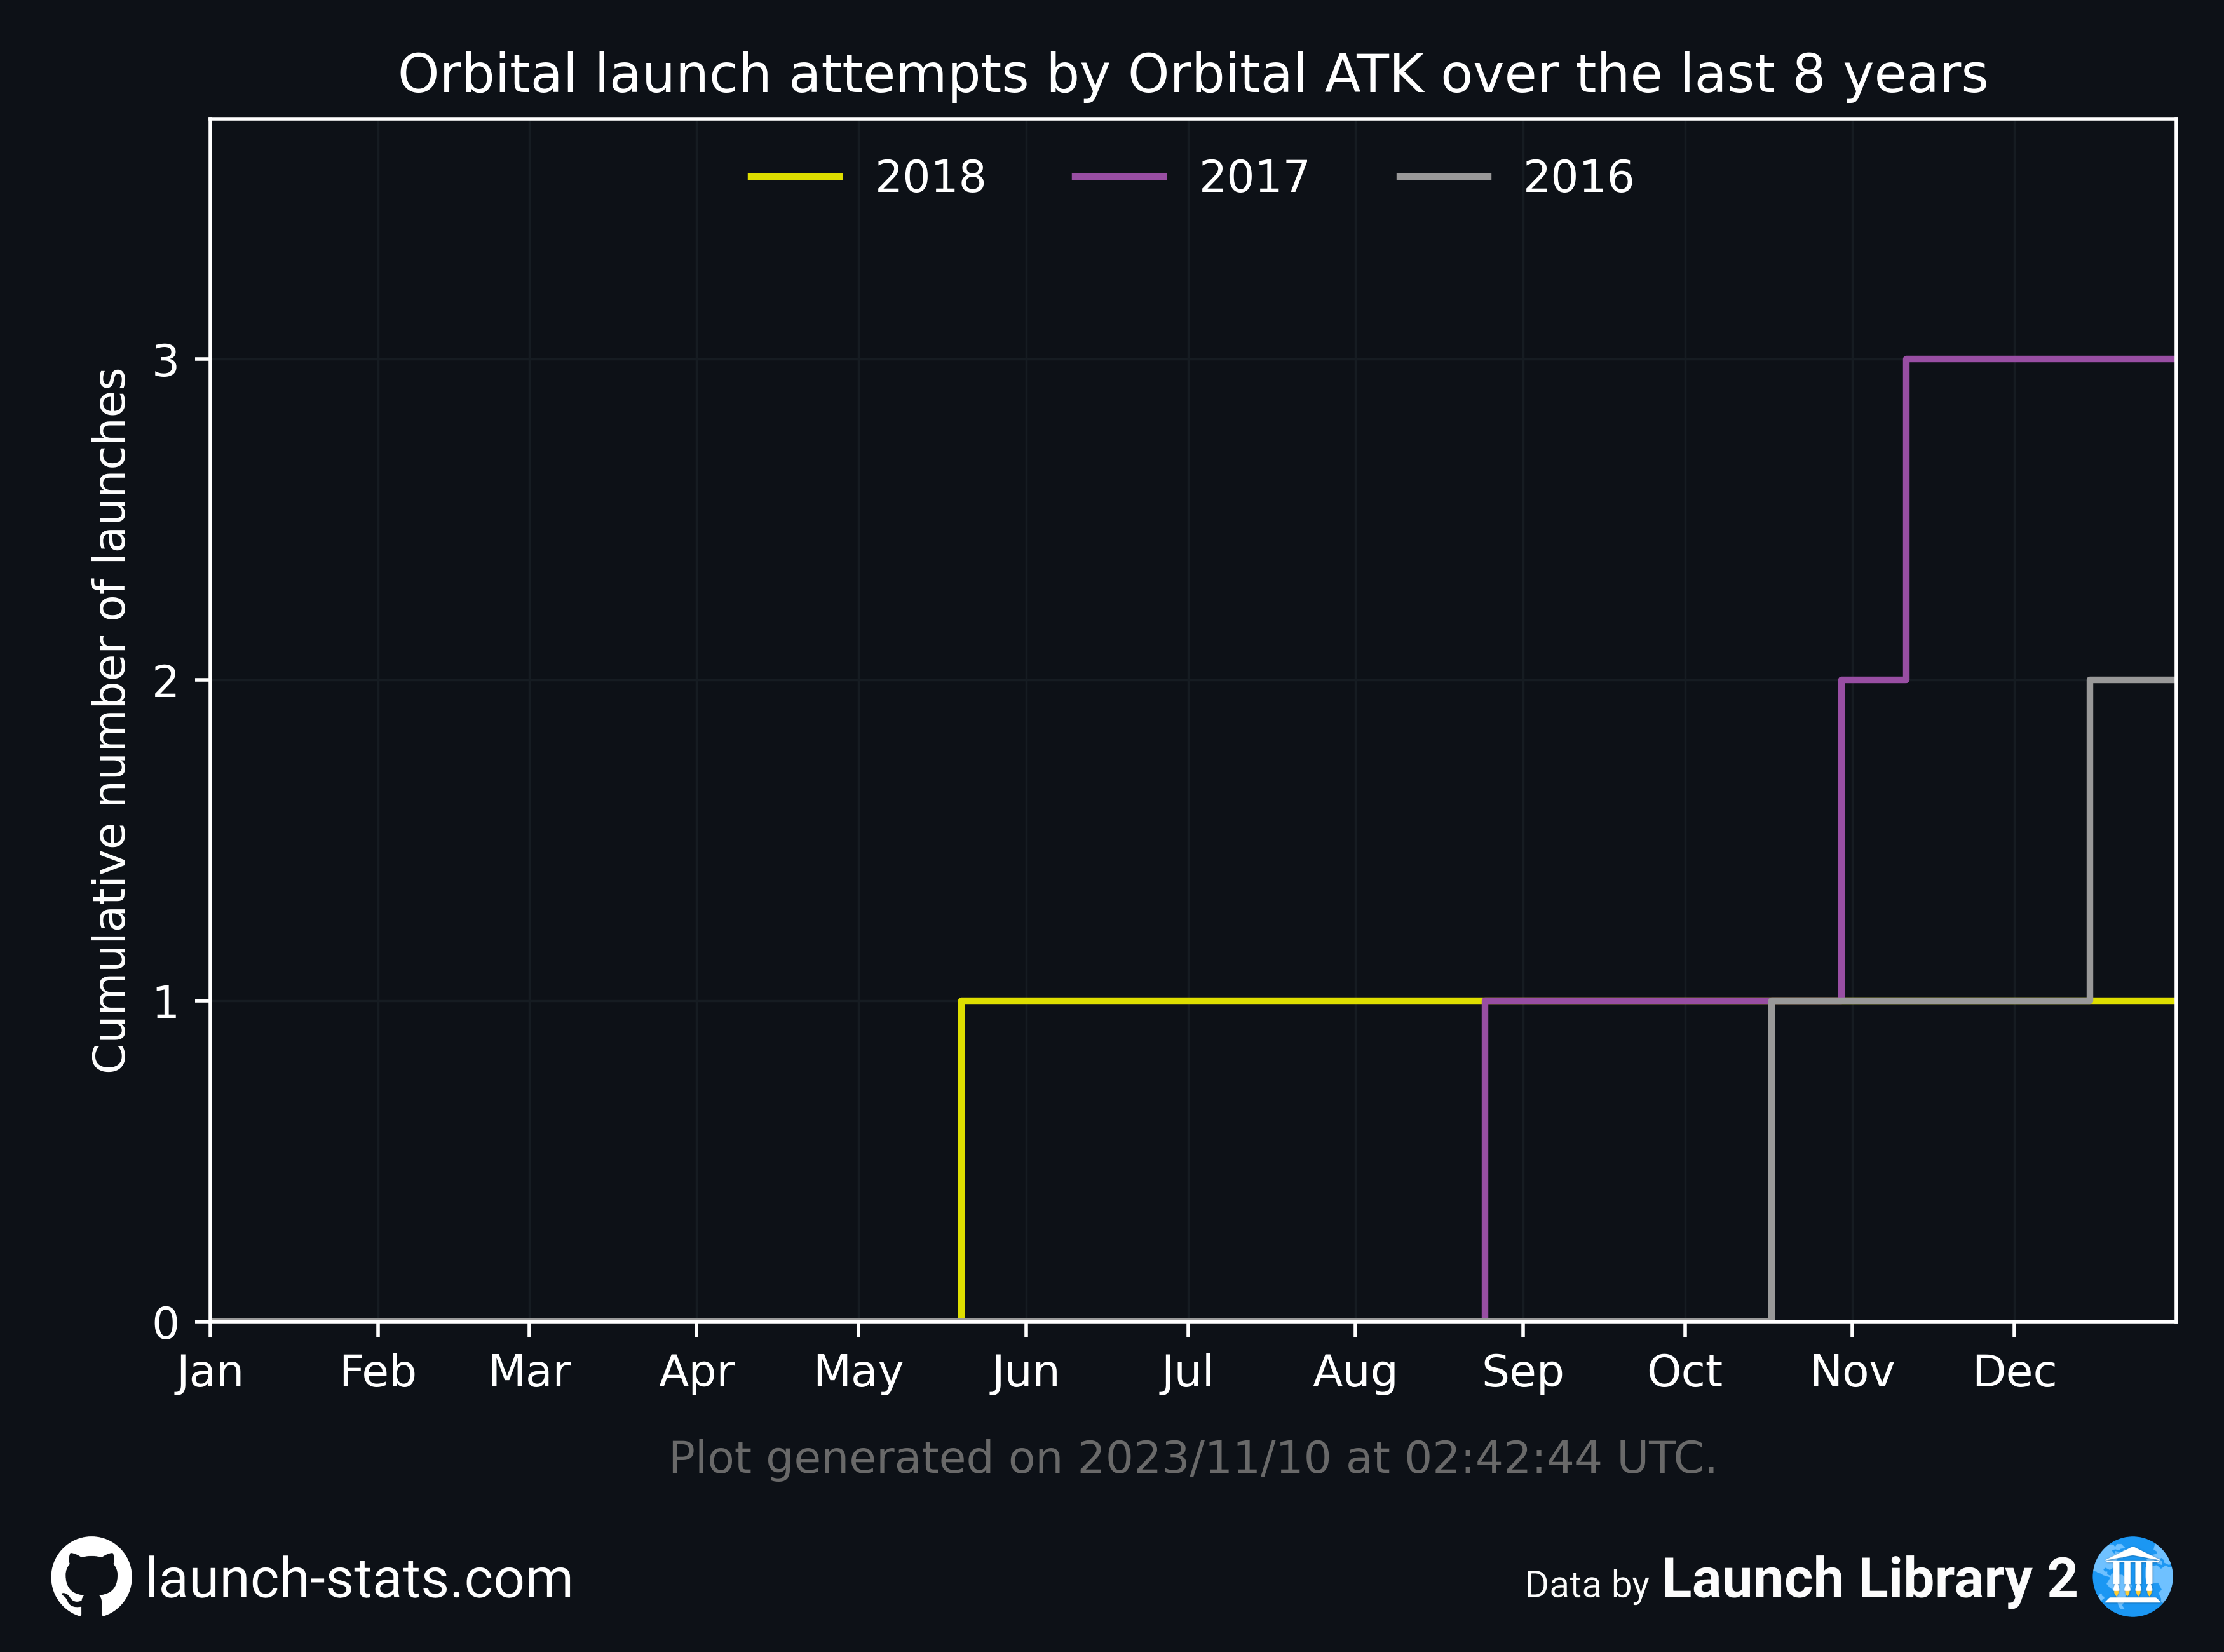 Orbital launch attempts by Orbital ATK over the last 8 years
2018 2017 2016
Cumulative number of launches
3
2
1
0
Jan Feb Mar Apr May Jun Jul Aug Sep Oct Nov Dec
Plot generated on 2023/11/10 at 02:42:44 UTC.
launch-stats.com
Data by Launch Library 2